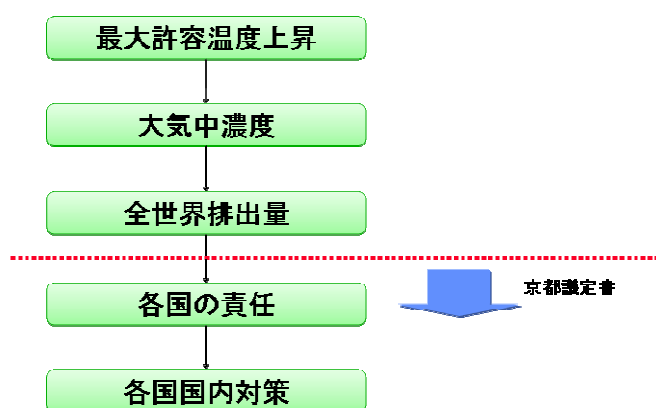 最大許容温度上昇
大気中濃度
全世界排出量
京都議定書
各国の責任
各国国内対策